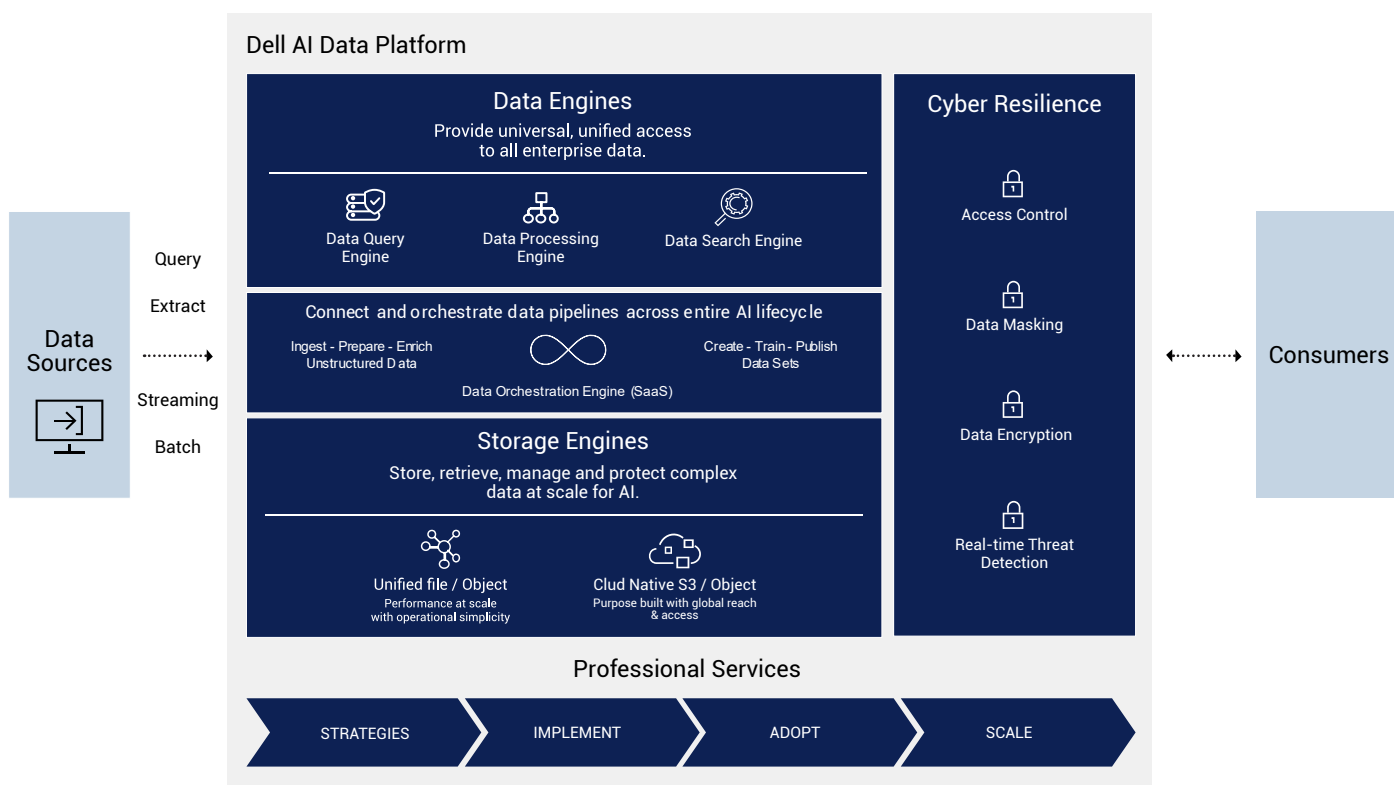 Dell AI Data Platform
Data Sources
Query
Extract
Streaming
Batch
Data Engines
Provide universal, unified access
to all enterprise data.
Data Query
Engine
Data Processing
Engine
Data Search Engine
Connect and orchestrate data pipelines across entire AI lifecycle
Ingest - Prepare - Enrich
Unstructured Data
Create - Train - Publish
Data Sets
Data Orchestration Engine (SaaS)
Storage Engines
Store, retrieve, manage and protect complex
data at scale for AI.
Unified file / Object
Performance at scale
with operational simplicity
Clud Native S3 / Object
Purpose built with global reach
& access
Cyber Resilience
1
Access Control
1
Data Masking
1
Data Encryption
1
Real-time Threat
Detection
Consumers
Professional Services
STRATEGIES
IMPLEMENT
ADOPT
SCALE